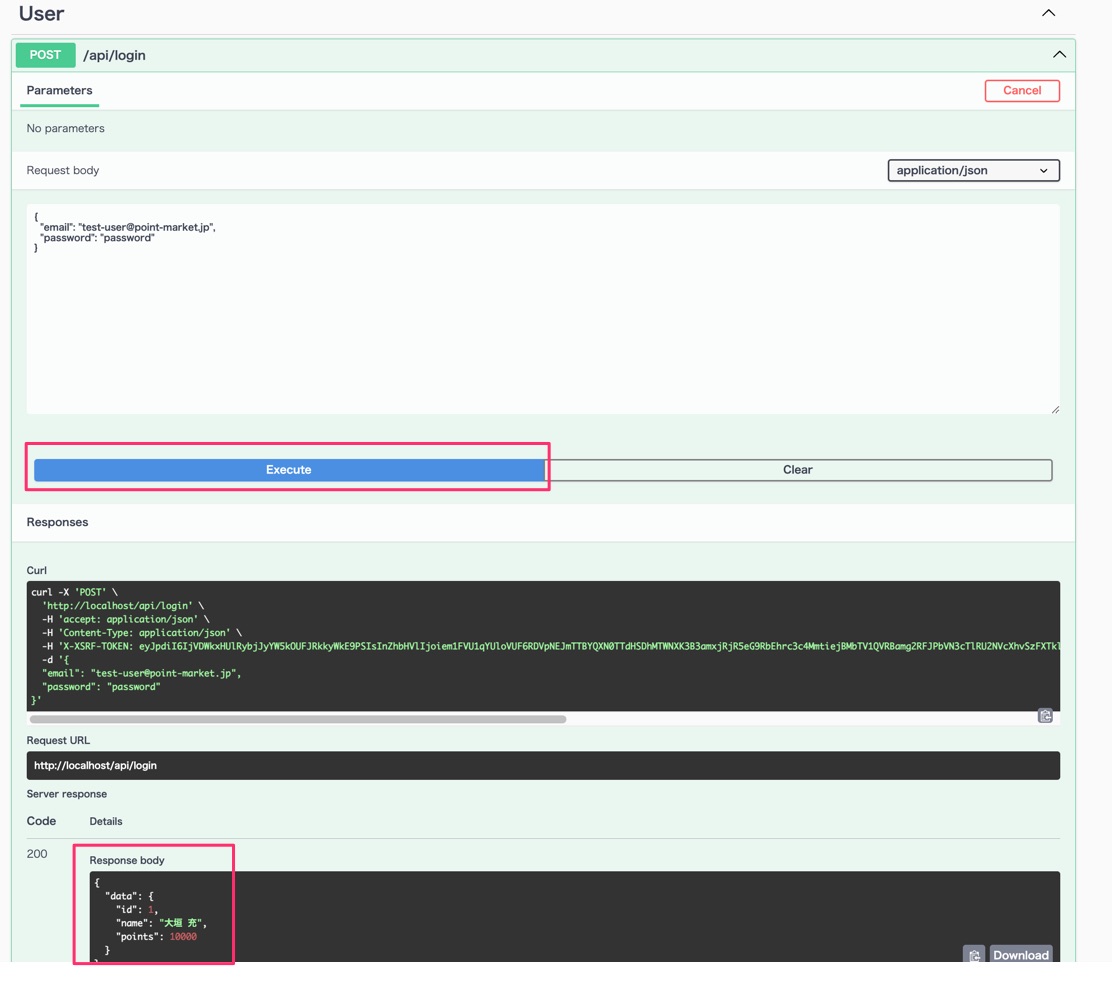 User
POST /api/login
Parameters Cancel
No parameters
Request body application/json
{
"email": "test-user@point-market.jp",
"password": "password"
}
Execute Clear
Responses
Curl
curl -X 'POST' \
'http://localhost/api/login' \
-H 'accept: application/json' \
-H 'Content-Type: application/json' \
-H 'X-XSRF-TOKEN:
-d '{
"email": "test-user@point-market.jp",
"password": "password"
}'
Request URL
http://localhost/api/login
Server response
Code Details
200
Response body
{
"data": {
"id": 1,
"name": "大垣 充",
"points": 10000
}
Download